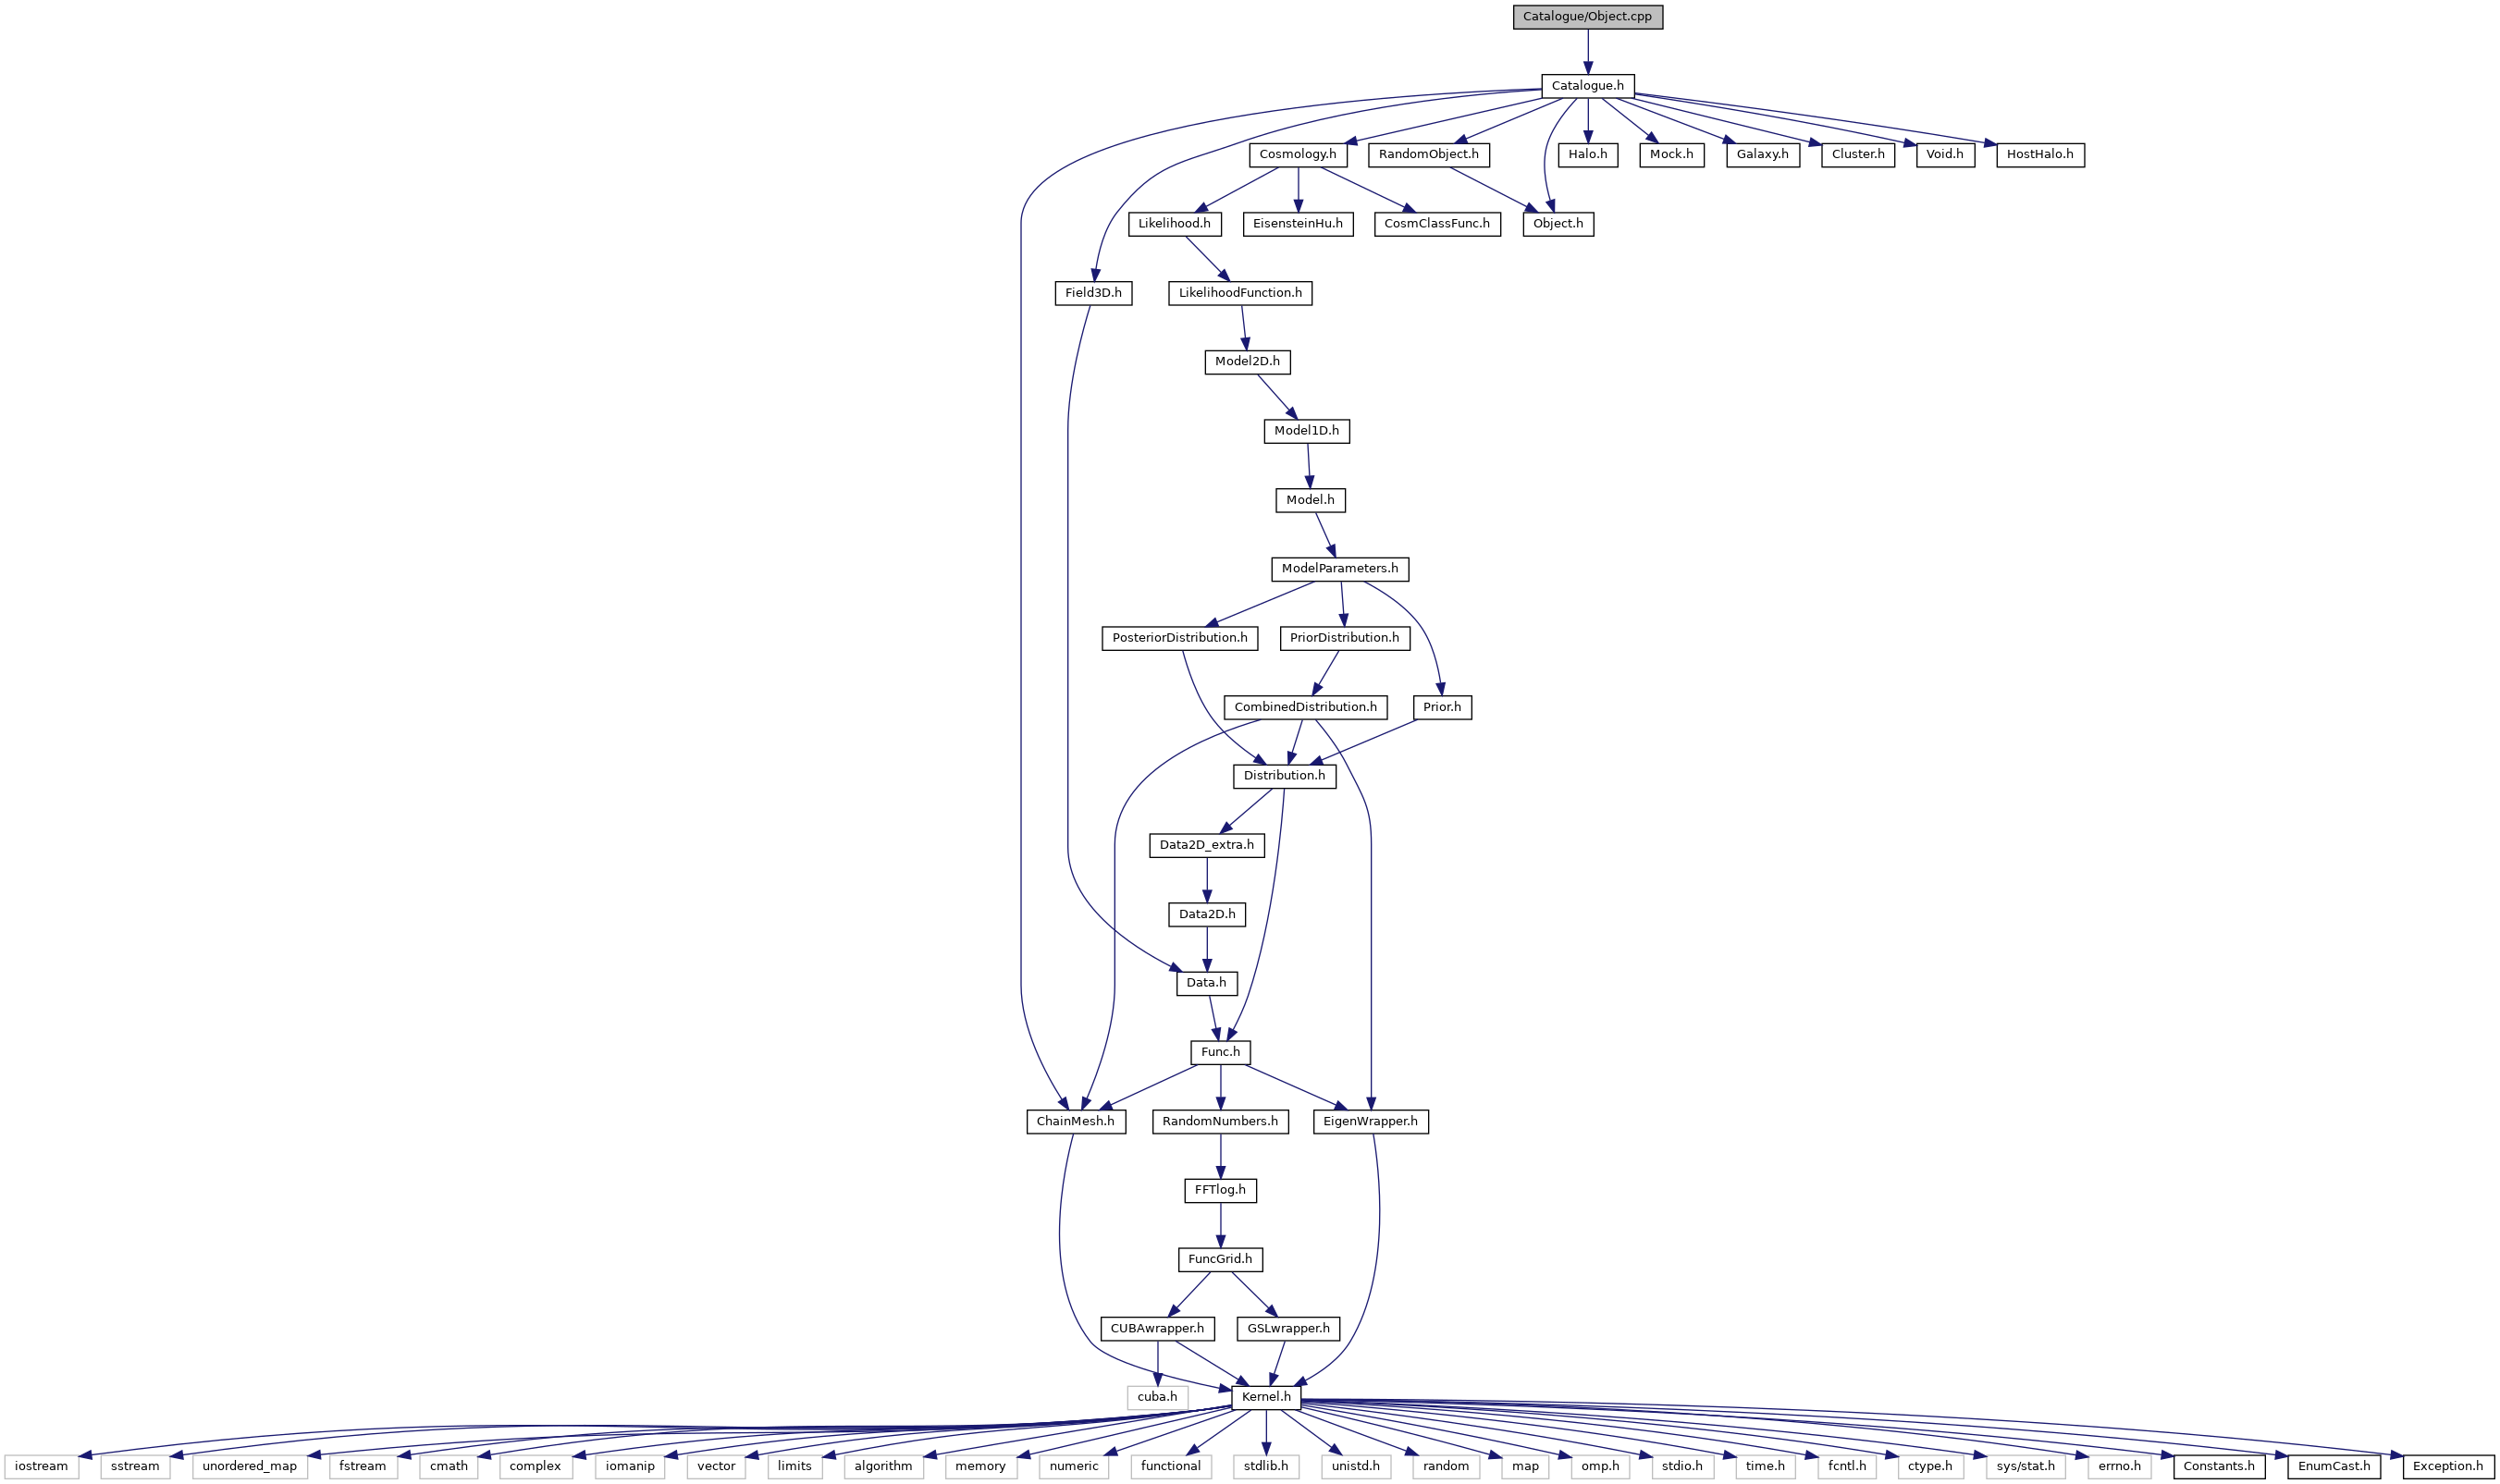 Catalogue/Object.cpp
Catalogue.h
Cosmology.h
RandomObject.h
Halo.h
Mock.h
Galaxy.h
Cluster.h
Void.h
HostHalo.h
Likelihood.h
EisensteinHu.h
CosmClassFunc.h
Object.h
Field3D.h
LikelihoodFunction.h
Model2D.h
Model1D.h
Model.h
ModelParameters.h
PosteriorDistribution.h
PriorDistribution.h
CombinedDistribution.h
Prior.h
Distribution.h
Data2D_extra.h
Data2D.h
Data.h
Func.h
ChainMesh.h
RandomNumbers.h
EigenWrapper.h
FFTlog.h
FuncGrid.h
CUBAwrapper.h
GSLwrapper.h
cuba.h
Kernel.h
iostream
sstream
unordered_map
fstream
cmath
complex
iomanip
vector
limits
algorithm
memory
numeric
functional
stdlib.h
unistd.h
random
map
omp.h
stdio.h
time.h
fcntl.h
ctype.h
sys/stat.h
errno.h
Constants.h
EnumCast.h
Exception.h